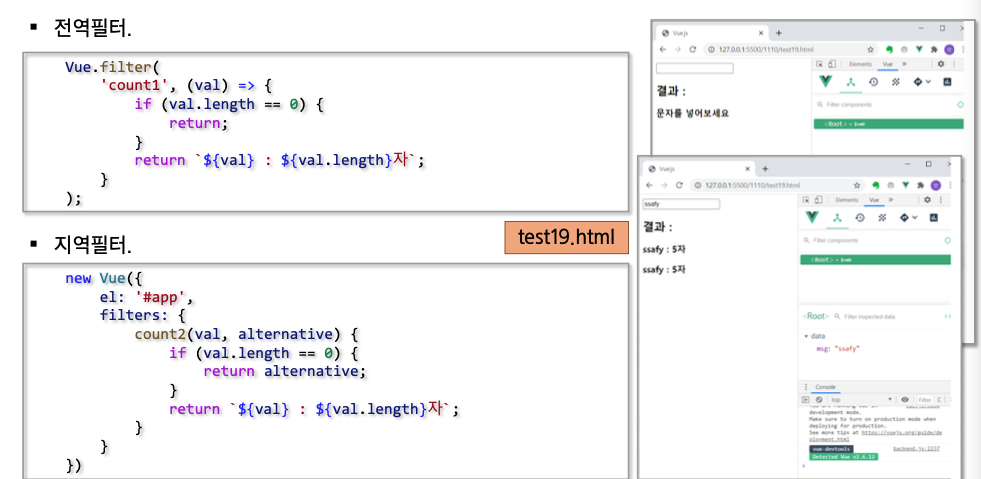 ▪ 전역필터.
Vue.filter(
'count1', (val) => {
if (val.length == 0) {
return;
}
return `${val} : ${val.length}자`;
}
);
▪ 지역필터.
test19.html
new Vue({
el: '#app',
filters: {
count2(val, alternative) {
if (val.length == 0) {
return alternative;
}
return `${val} : ${val.length}자`;
}
}
})
Vue.js
127.0.0.1:5500/1110/test19.html
Elements Vue »
결과 :
문자를 넣어보세요
Filter components
<Root> = $vm0
Vue.js
127.0.0.1:5500/1110/test19.html
Elements Vue »
ssafy
결과 :
ssafy : 5자
ssafy : 5자
Filter components
<Root> = $vm0
<Root> Filter inspected data
data
msg: "ssafy"
Console
top
Filter
development mode.
Make sure to turn on production mode when
deploying for production.
See more tips at https://vuejs.org/guide/de
ployment.html
vue-devtools backend.js:2237
Detected Vue v2.6.12